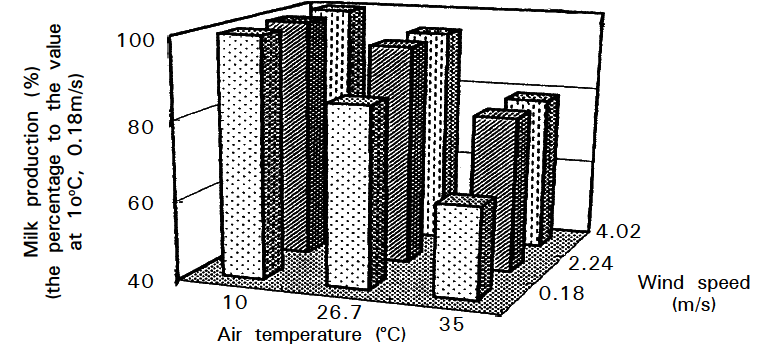 Milk production (%)
(the percentage to the value
at 10°C, 0.18m/s)
100
80
60
40
10
26.7
35
Air temperature (°C)
0.18
2.24
4.02
Wind speed
(m/s)